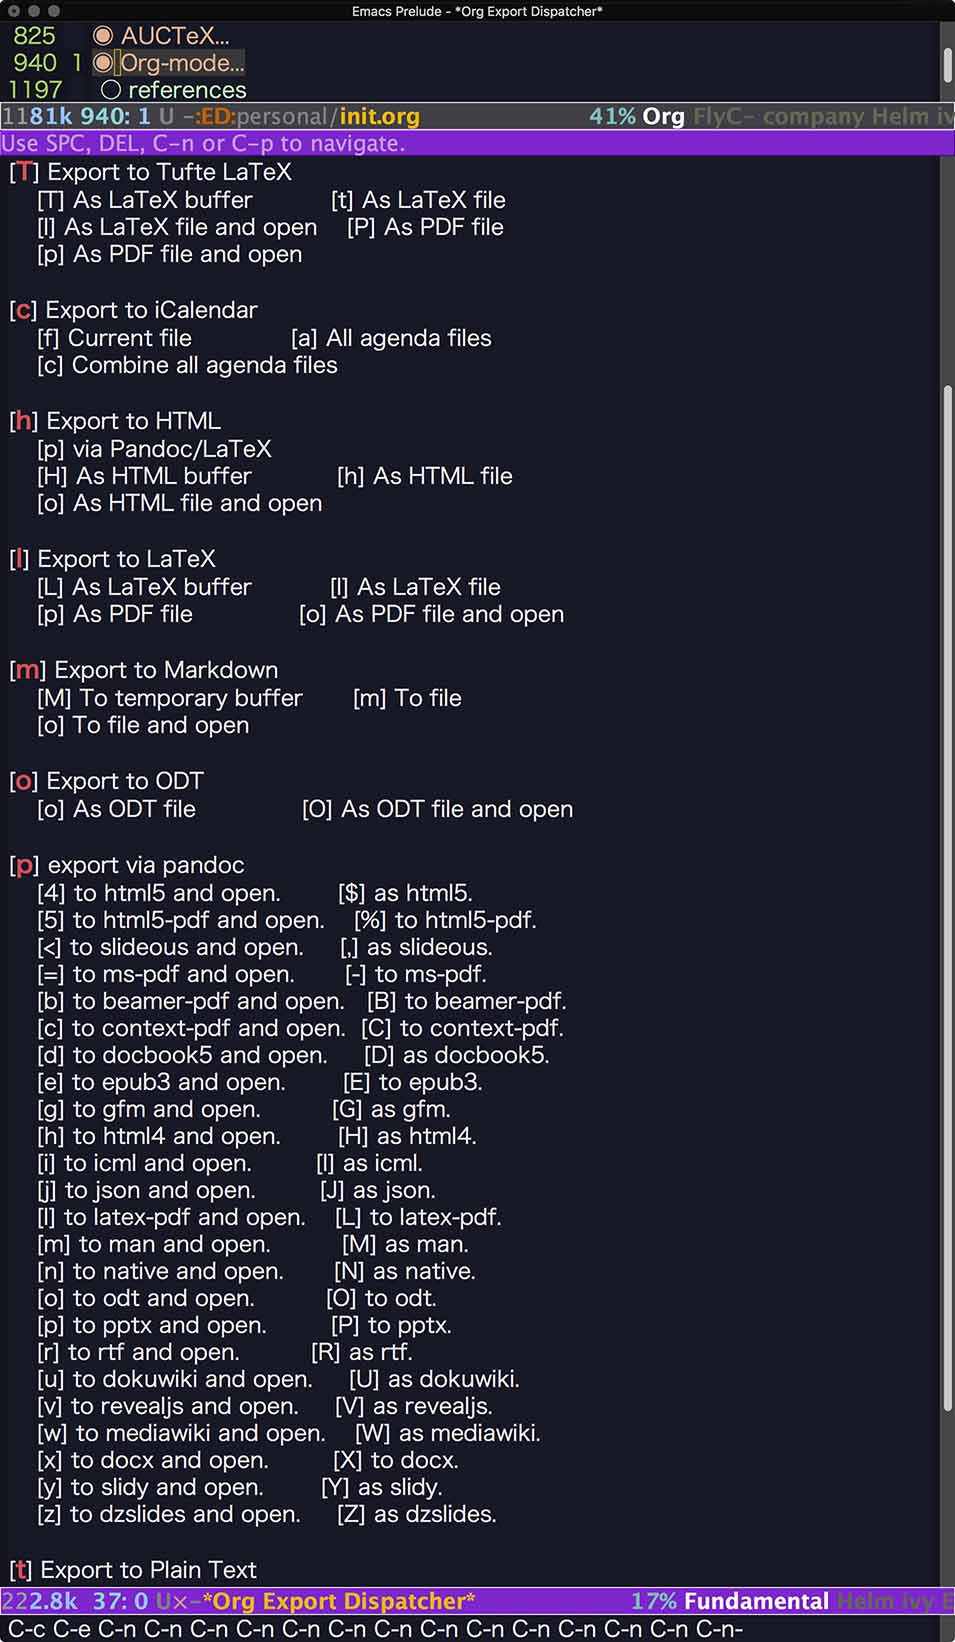 Emacs Prelude - *Org Export Dispatcher*
825 AUCTeX...
940 1 Org-mode...
1197 references
1181k 940: 1 U -:ED:personal/init.org 41% Org FlyC- company Helm iv
Use SPC, DEL, C-n or C-p to navigate.
[T] Export to Tufte LaTeX
[T] As LaTeX buffer [t] As LaTeX file
[l] As LaTeX file and open [P] As PDF file
[p] As PDF file and open
[c] Export to iCalendar
[f] Current file [a] All agenda files
[c] Combine all agenda files
[h] Export to HTML
[p] via Pandoc/LaTeX
[H] As HTML buffer [h] As HTML file
[o] As HTML file and open
[l] Export to LaTeX
[L] As LaTeX buffer [l] As LaTeX file
[p] As PDF file [o] As PDF file and open
[m] Export to Markdown
[M] To temporary buffer [m] To file
[o] To file and open
[o] Export to ODT
[o] As ODT file [O] As ODT file and open
[p] export via pandoc
[4] to html5 and open. [$] as html5.
[5] to html5-pdf and open. [%] to html5-pdf.
[<] to slideous and open. [,] as slideous.
[=] to ms-pdf and open. [-] to ms-pdf.
[b] to beamer-pdf and open. [B] to beamer-pdf.
[c] to context-pdf and open. [C] to context-pdf.
[d] to docbook5 and open. [D] as docbook5.
[e] to epub3 and open. [E] to epub3.
[g] to gfm and open. [G] as gfm.
[h] to html4 and open. [H] as html4.
[i] to icml and open. [I] as icml.
[j] to json and open. [J] as json.
[l] to latex-pdf and open. [L] to latex-pdf.
[m] to man and open. [M] as man.
[n] to native and open. [N] as native.
[o] to odt and open. [O] to odt.
[p] to pptx and open. [P] to pptx.
[r] to rtf and open. [R] as rtf.
[u] to dokuwiki and open. [U] as dokuwiki.
[v] to revealjs and open. [V] as revealjs.
[w] to mediawiki and open. [W] as mediawiki.
[x] to docx and open. [X] to docx.
[y] to slidy and open. [Y] as slidy.
[z] to dzslides and open. [Z] as dzslides.
[t] Export to Plain Text
222.8k 37: 0 U×-*Org Export Dispatcher* 17% Fundamental Helm ivy E
C-c C-e C-n C-n C-n C-n C-n C-n C-n C-n C-n C-n C-n C-n C-n C-n-